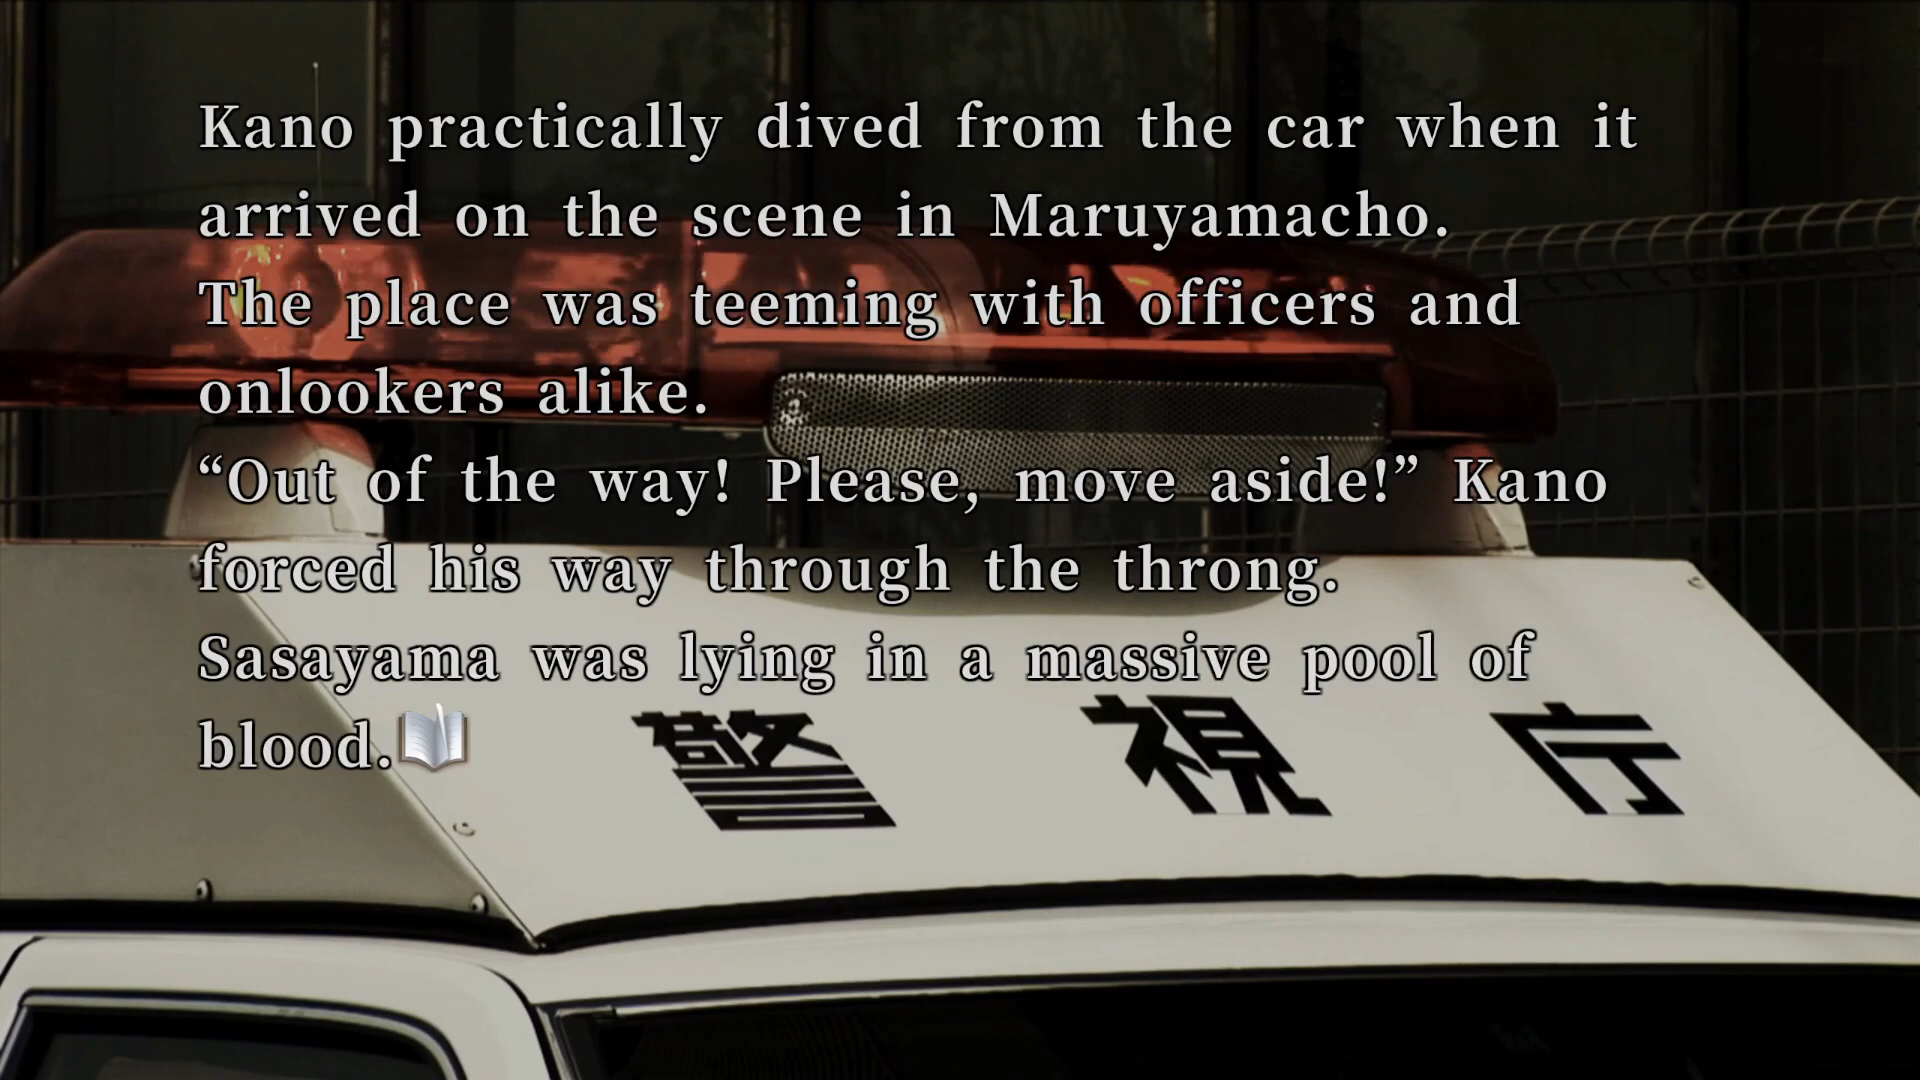 Kano practically dived from the car when it
arrived on the scene in Maruyamacho.
The place was teeming with officers and
onlookers alike.
“Out of the way! Please, move aside!” Kano
forced his way through the throng.
Sasayama was lying in a massive pool of
blood.
警視庁